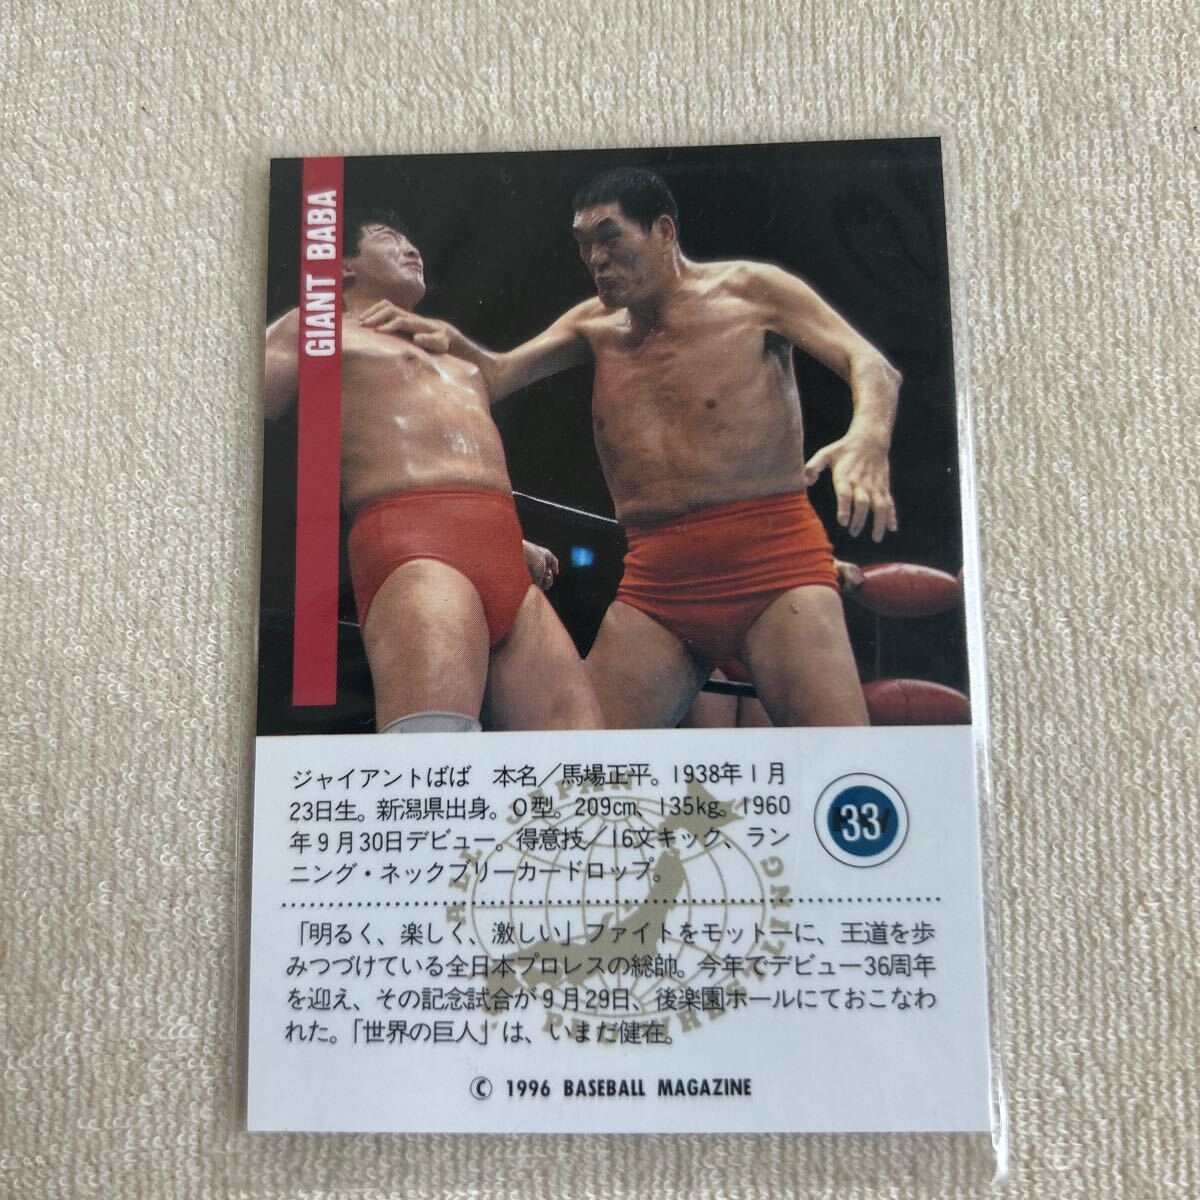 GIANT BABA
ジャイアントばば　本名／馬場正平。1938年1月
23日生。新潟県出身。O型。209cm、135kg。1960
年9月30日デビュー。得意技／16文キック、ラン
ニング・ネックブリーカードロップ。
33
ALL JAPAN
PRO WRESTLING
「明るく、楽しく、激しい」ファイトをモットーに、王道を歩
みつづけている全日本プロレスの総帥。今年でデビュー36周年
を迎え、その記念試合が9月29日、後楽園ホールにておこなわ
れた。「世界の巨人」は、いまだ健在。
© 1996 BASEBALL MAGAZINE